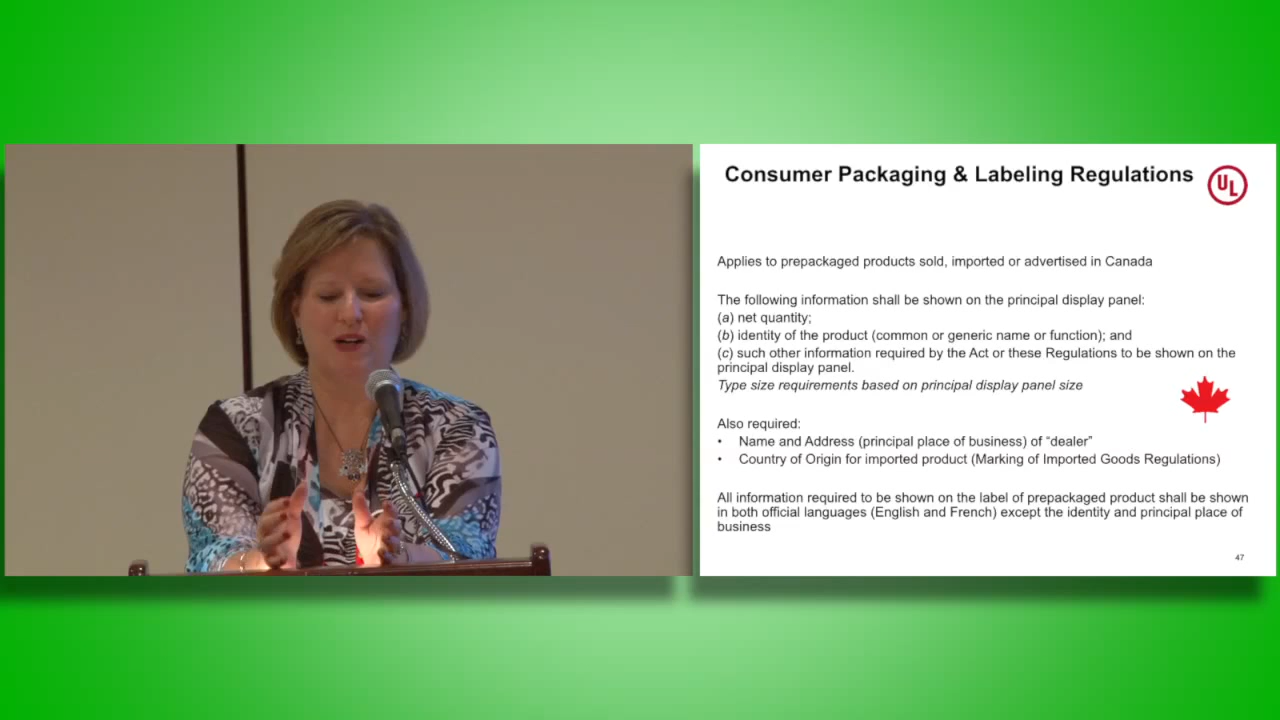 Consumer Packaging & Labeling Regulations
UL
Applies to prepackaged products sold, imported or advertised in Canada
The following information shall be shown on the principal display panel:
(a) net quantity;
(b) identity of the product (common or generic name or function); and
(c) such other information required by the Act or these Regulations to be shown on the
principal display panel.
Type size requirements based on principal display panel size
Also required:
• Name and Address (principal place of business) of “dealer”
• Country of Origin for imported product (Marking of Imported Goods Regulations)
All information required to be shown on the label of prepackaged product shall be shown
in both official languages (English and French) except the identity and principal place of
business
47